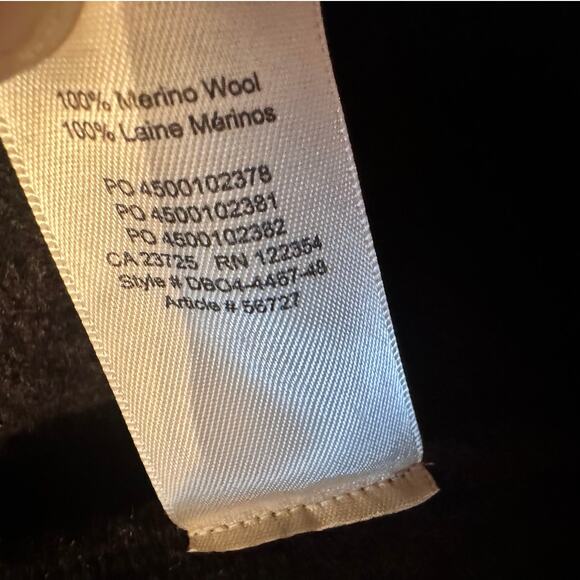 100% Merino Wool
100% Laine Mérinos
PO 4500102378
PO 4500102381
PO 4500102382
CA 23725 RN 122354
Style # DBO4-4467-48
Article # 56727